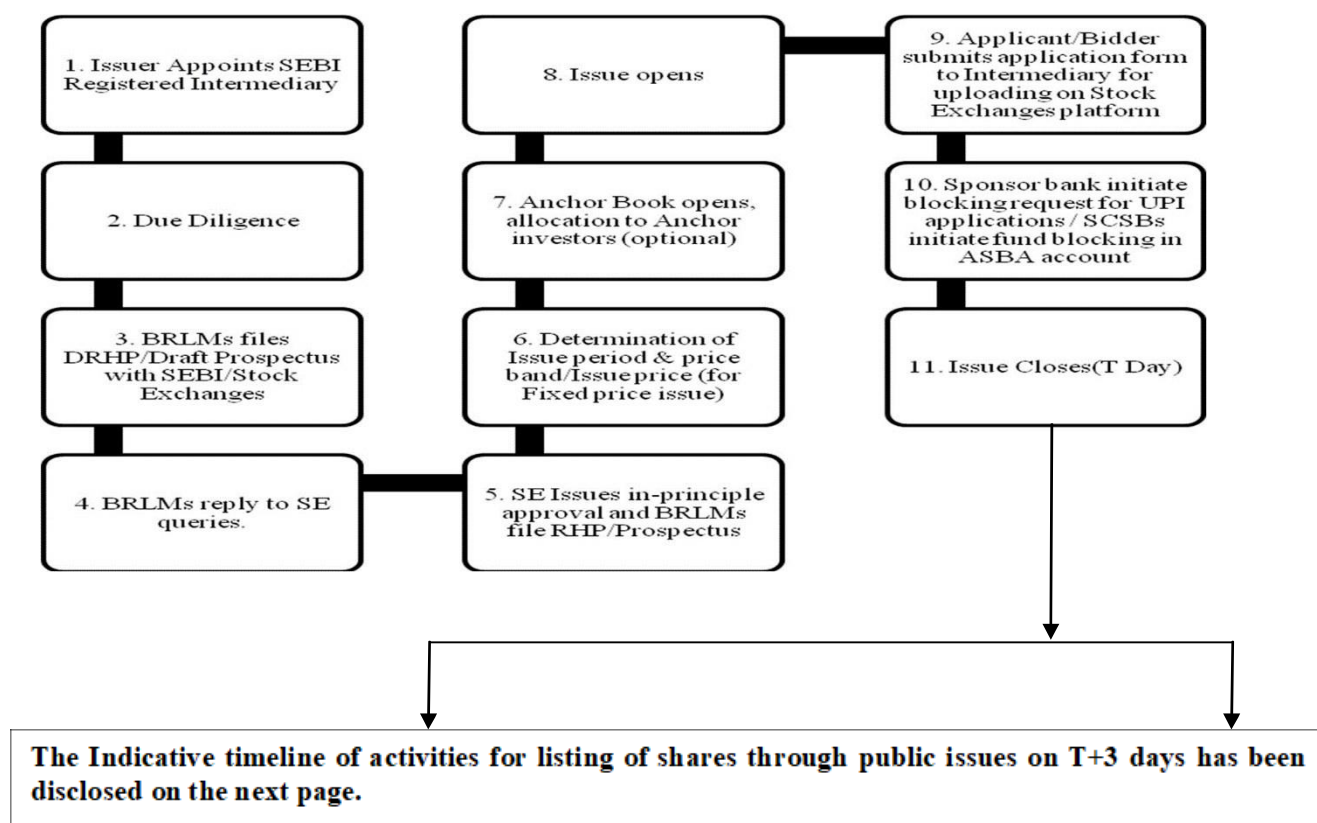 1. Issuer Appoints SEBI
Registered Intermediary
2. Due Diligence
3. BRLMs files
DRHP/Draft Prospectus
with SEBI/Stock
Exchanges
4. BRLMs reply to SE
queries.
5. SE Issues in-principle
approval and BRLMs
file RHP/Prospectus
6. Determination of
Issue period & price
band/Issue price (for
Fixed price issue)
7. Anchor Book opens,
allocation to Anchor
investors (optional)
8. Issue opens
9. Applicant/Bidder
submits application form
to Intermediary for
uploading on Stock
Exchanges platform
10. Sponsor bank initiate
blocking request for UPI
applications / SCSBs
initiate fund blocking in
ASBA account
11. Issue Closes(T Day)
The Indicative timeline of activities for listing of shares through public issues on T+3 days has been
disclosed on the next page.